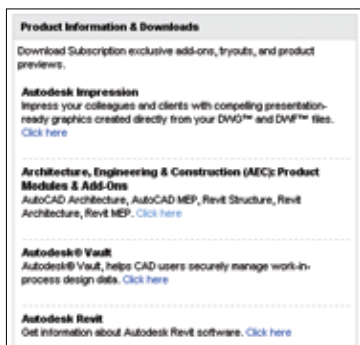 Product Information & Downloads
Download Subscription exclusive add-ons, tryouts, and product
previews.
Autodesk Impression
Impress your colleagues and clients with compelling presentation-
ready graphics created directly from your DWG™ and DWF™ files.
Click here
Architecture, Engineering & Construction (AEC): Product
Modules & Add-Ons
AutoCAD Architecture, AutoCAD MEP, Revit Structure, Revit
Architecture, Revit MEP. Click here
Autodesk® Vault
Autodesk® Vault, helps CAD users securely manage work-in-
process design data. Click here
Autodesk Revit
Get information about Autodesk Revit software. Click here